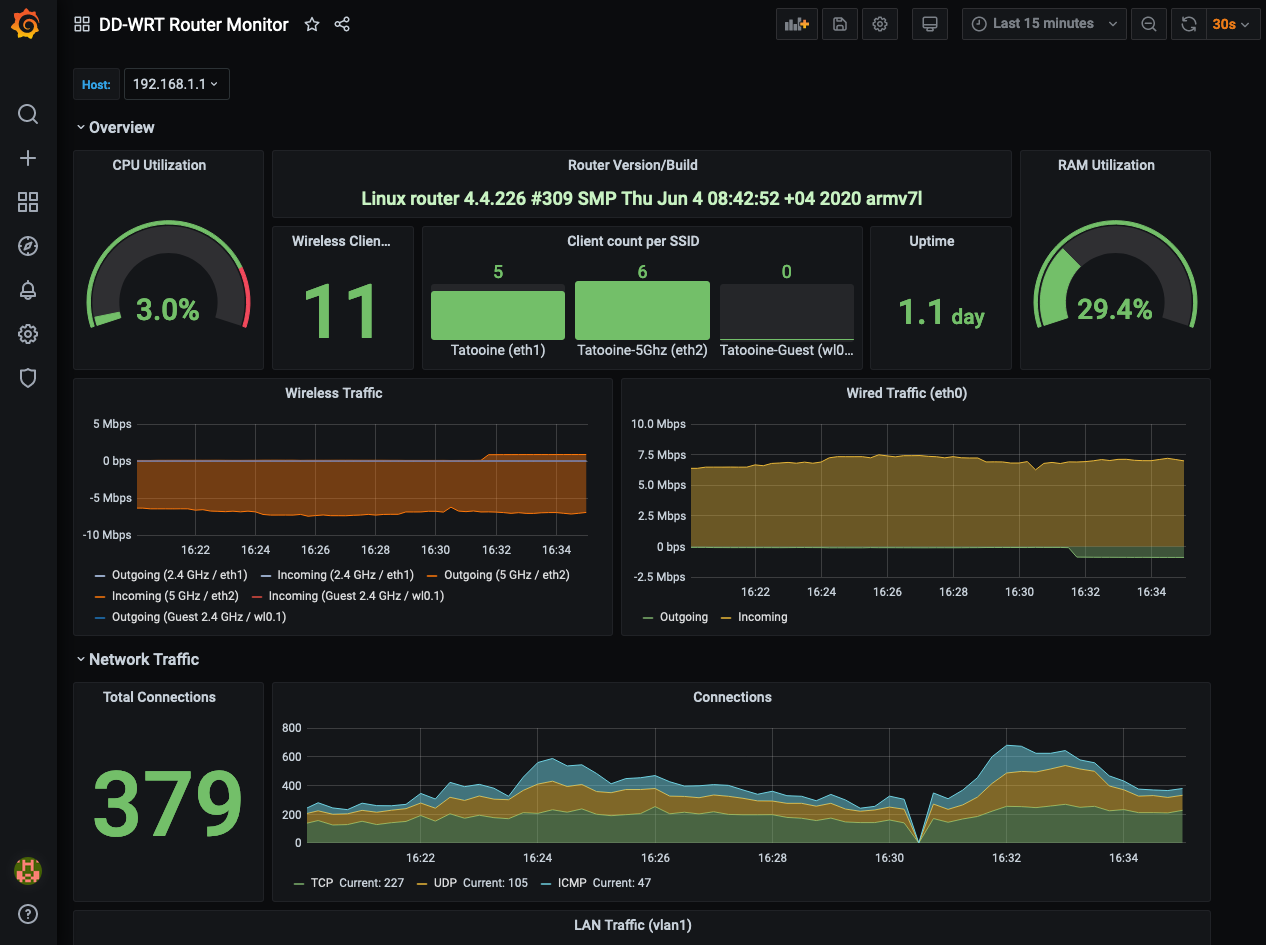 DD-WRT Router Monitor
Last 15 minutes
30s
Host:
192.168.1.1
Overview
CPU Utilization
3.0%
Router Version/Build
Linux router 4.4.226 #309 SMP Thu Jun 4 08:42:52 +04 2020 armv7l
RAM Utilization
29.4%
Wireless Clien...
11
Client count per SSID
5 6 0
Tatooine (eth1) Tatooine-5Ghz (eth2) Tatooine-Guest (wl0...
Uptime
1.1 day
Wireless Traffic
5 Mbps
0 bps
-5 Mbps
-10 Mbps
16:22 16:24 16:26 16:28 16:30 16:32 16:34
Outgoing (2.4 GHz / eth1) Incoming (2.4 GHz / eth1) Outgoing (5 GHz / eth2)
Incoming (5 GHz / eth2) Incoming (Guest 2.4 GHz / wl0.1)
Outgoing (Guest 2.4 GHz / wl0.1)
Wired Traffic (eth0)
10.0 Mbps
7.5 Mbps
5.0 Mbps
2.5 Mbps
0 bps
-2.5 Mbps
16:22 16:24 16:26 16:28 16:30 16:32 16:34
Outgoing Incoming
Network Traffic
Total Connections
379
Connections
800
600
400
200
0
16:22 16:24 16:26 16:28 16:30 16:32 16:34
TCP Current: 227 UDP Current: 105 ICMP Current: 47
LAN Traffic (vlan1)